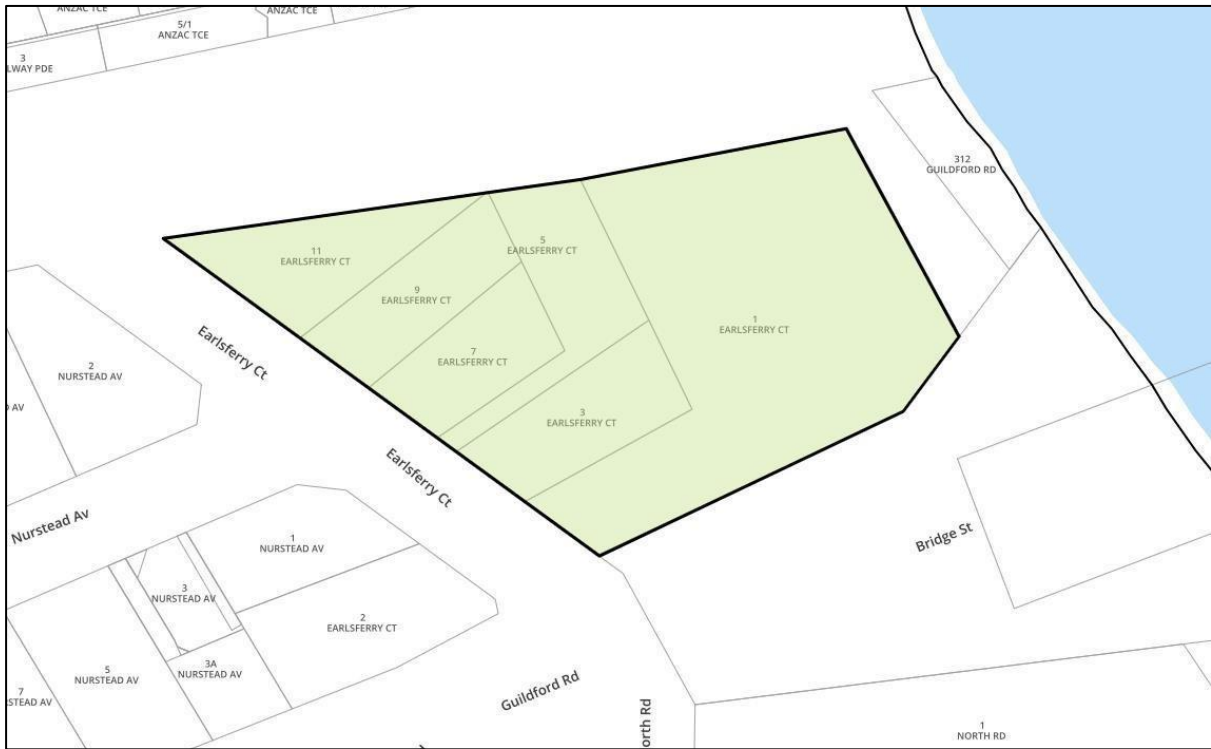 ANZAC TCE
ANZAC TCE
5/1
ANZAC TCE
3
LWAY PDE
312
GUILDFORD RD
11
EARLSFERRY CT
5
EARLSFERRY CT
9
EARLSFERRY CT
1
EARLSFERRY CT
Earlsferry Ct
7
EARLSFERRY CT
2
NURSTEAD AV
AV
3
EARLSFERRY CT
Earlsferry Ct
Nurstead Av
Bridge St
1
NURSTEAD AV
3
NURSTEAD AV
2
EARLSFERRY CT
5
NURSTEAD AV
3A
NURSTEAD AV
7
STEAD AV
Guildford Rd
orth Rd
1
NORTH RD